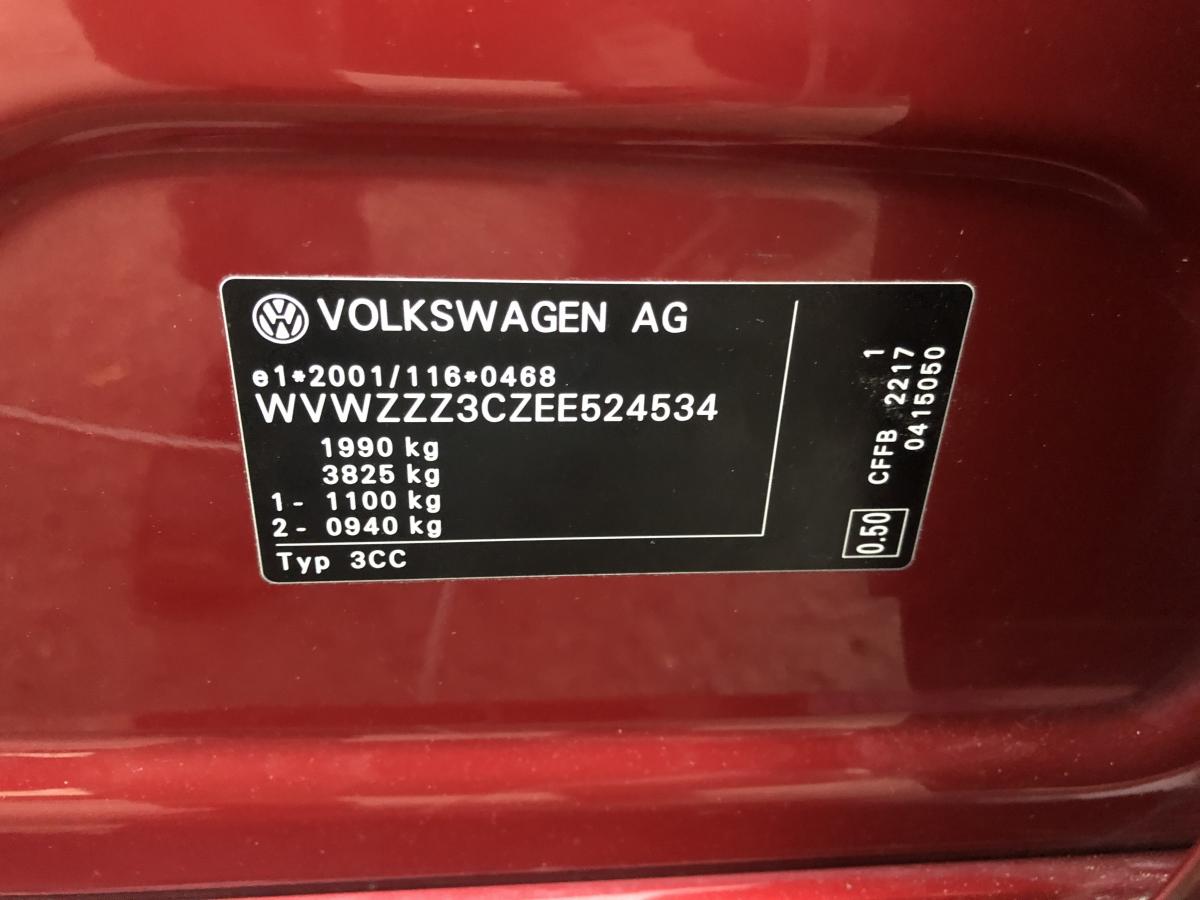 VOLKSWAGEN AG
e1*2001/116*0468
WVWZZZ3CZEE524534
1990 kg
3825 kg
1- 1100 kg
2- 0940 kg
Typ 3CC
1
CFFB 2217
0415050
0.50